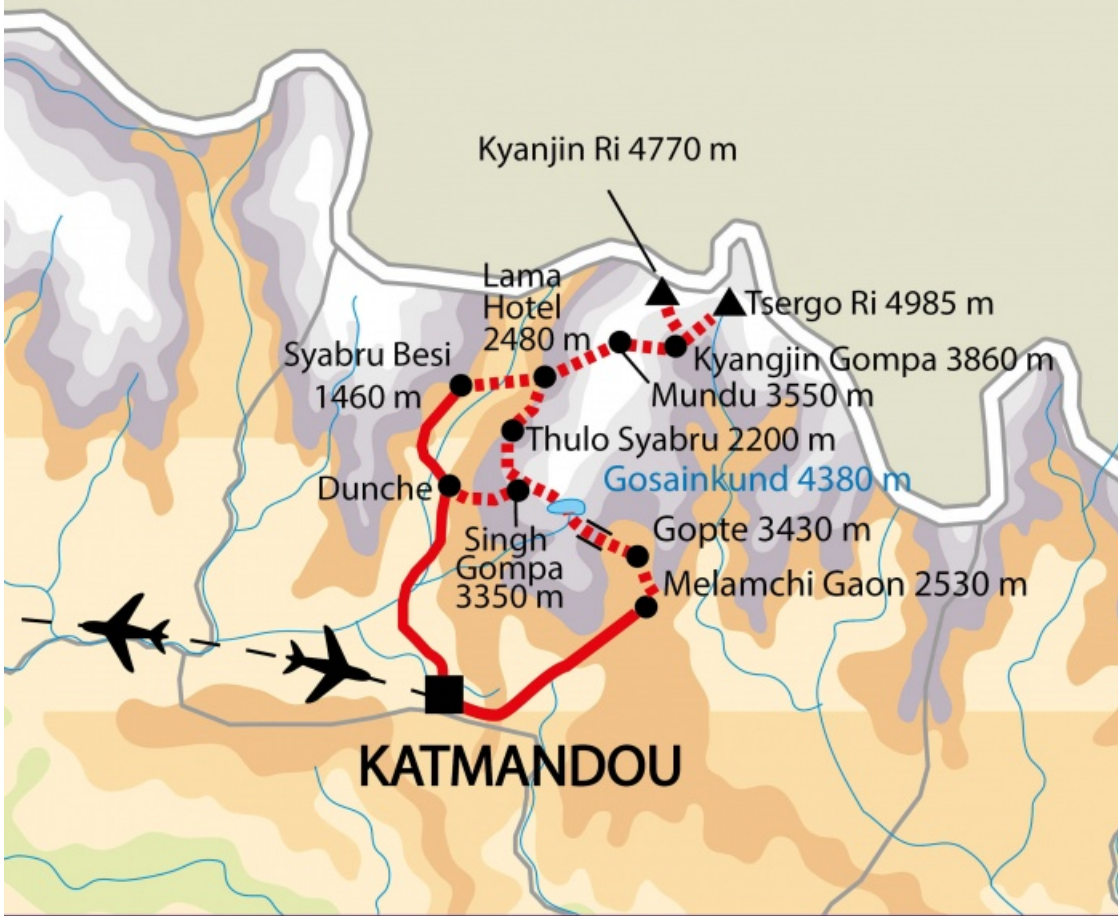 Kyanjin Ri 4770 m
Lama
Hotel
2480 m
Tsergo Ri 4985 m
Syabru Besi
1460 m
Kyangjin Gompa 3860 m
Mundu 3550 m
Thulo Syabru 2200 m
Dunche
Gosainkund 4380 m
Singh
Gompa
3350 m
Gopte 3430 m
Melamchi Gaon 2530 m
KATMANDOU